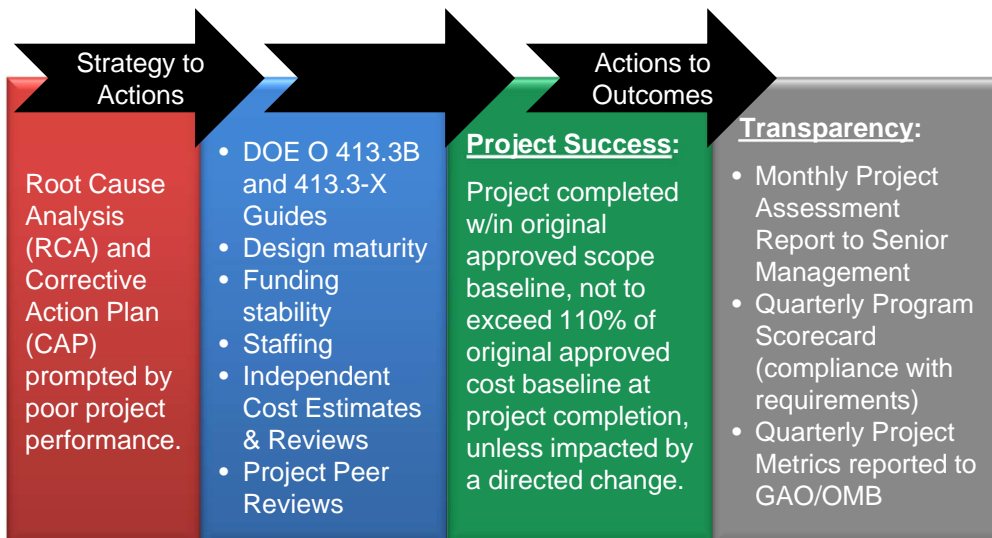 Strategy to
Actions
Actions to
Outcomes
Root Cause
Analysis
(RCA) and
Corrective
Action Plan
(CAP)
prompted by
poor project
performance.
• DOE O 413.3B
and 413.3-X
Guides
• Design maturity
• Funding
stability
• Staffing
• Independent
Cost Estimates
& Reviews
• Project Peer
Reviews
Project Success:
Project completed
w/in original
approved scope
baseline, not to
exceed 110% of
original approved
cost baseline at
project completion,
unless impacted by
a directed change.
Transparency:
• Monthly Project
Assessment
Report to Senior
Management
• Quarterly Program
Scorecard
(compliance with
requirements)
• Quarterly Project
Metrics reported to
GAO/OMB